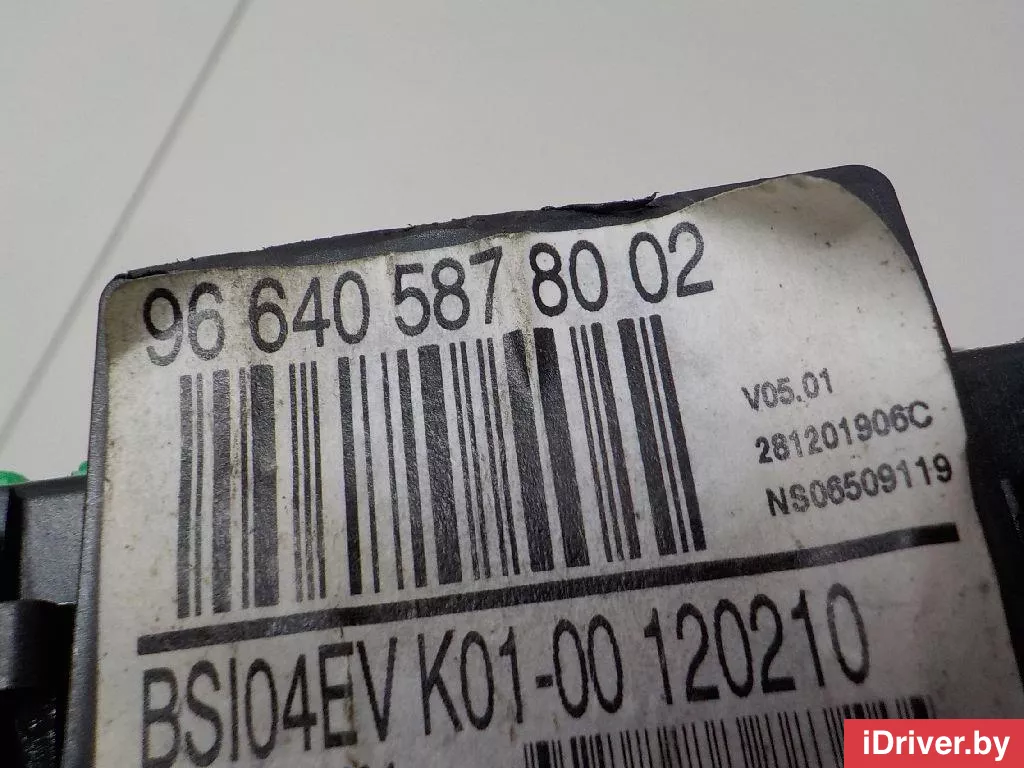 96 640 587 80 02
V05.01
281201906C
NS06509119
BSI04EV K01-00 120210
iDriver.by